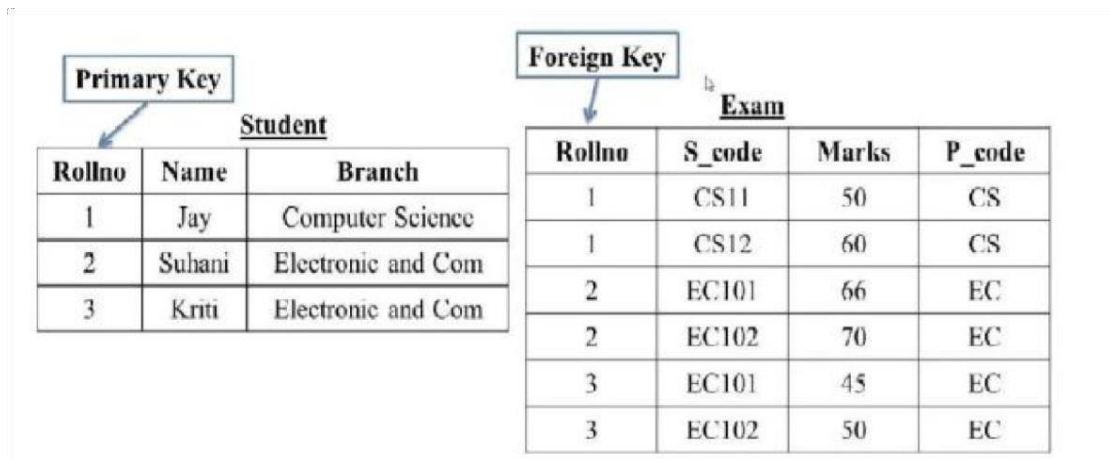 Primary Key
Student
Rollno Name Branch
1 Jay Computer Science
2 Suhani Electronic and Com
3 Kriti Electronic and Com
Foreign Key
Exam
Rollno S_code Marks P_code
1 CS11 50 CS
1 CS12 60 CS
2 EC101 66 EC
2 EC102 70 EC
3 EC101 45 EC
3 EC102 50 EC